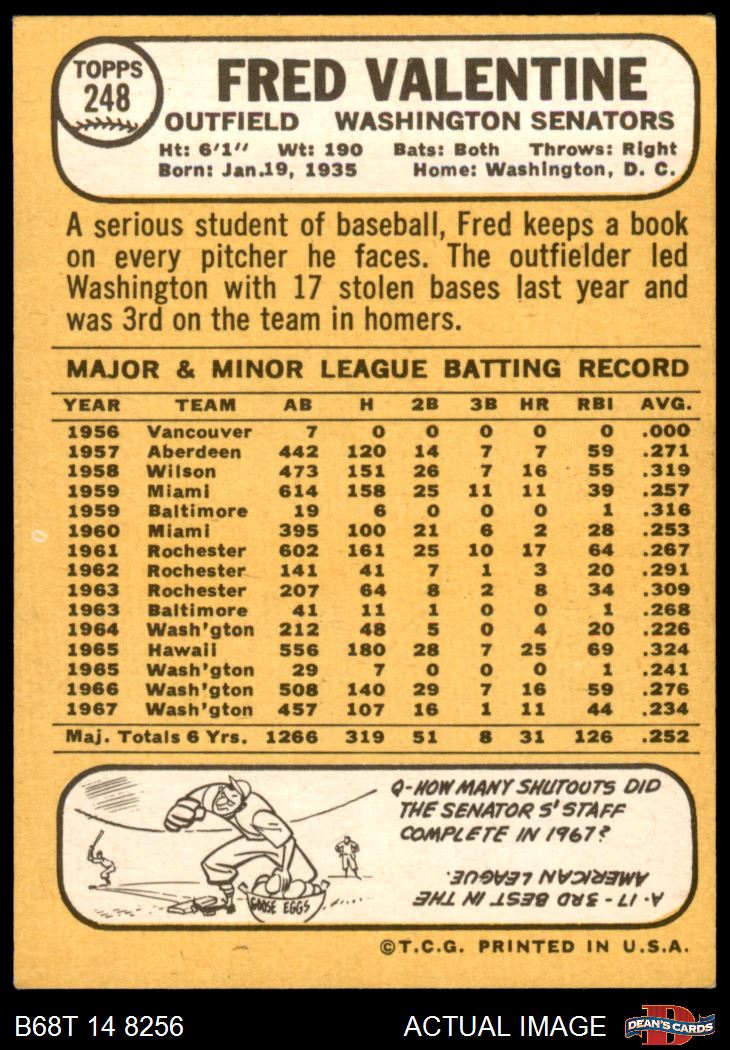 TOPPS
248
FRED VALENTINE
OUTFIELD WASHINGTON SENATORS
Ht: 6'1" Wt: 190 Bats: Both Throws: Right
Born: Jan.19, 1935 Home: Washington, D. C.
A serious student of baseball, Fred keeps a book
on every pitcher he faces. The outfielder led
Washington with 17 stolen bases last year and
was 3rd on the team in homers.
MAJOR & MINOR LEAGUE BATTING RECORD
YEAR TEAM AB H 2B 3B HR RBI AVG.
1956 Vancouver 7 0 0 0 0 0 .000
1957 Aberdeen 442 120 14 7 7 59 .271
1958 Wilson 473 151 26 7 16 55 .319
1959 Miami 614 158 25 11 11 39 .257
1959 Baltimore 19 6 0 0 0 1 .316
1960 Miami 395 100 21 6 2 28 .253
1961 Rochester 602 161 25 10 17 64 .267
1962 Rochester 141 41 7 1 3 20 .291
1963 Rochester 207 64 8 2 8 34 .309
1963 Baltimore 41 11 1 0 0 1 .268
1964 Wash'gton 212 48 5 0 4 20 .226
1965 Hawaii 556 180 28 7 25 69 .324
1965 Wash'gton 29 7 0 0 0 1 .241
1966 Wash'gton 508 140 29 7 16 59 .276
1967 Wash'gton 457 107 16 1 11 44 .234
Maj. Totals 6 Yrs. 1266 319 51 8 31 126 .252
Q-HOW MANY SHUTOUTS DID
THE SENATOR S' STAFF
COMPLETE IN 1967?
A-17 - 3RD BEST IN THE
AMERICAN LEAGUE.
GOOSE EGGS
©T.C.G. PRINTED IN U.S.A.
B68T 14 8256 ACTUAL IMAGE
D
DEAN'S CARDS